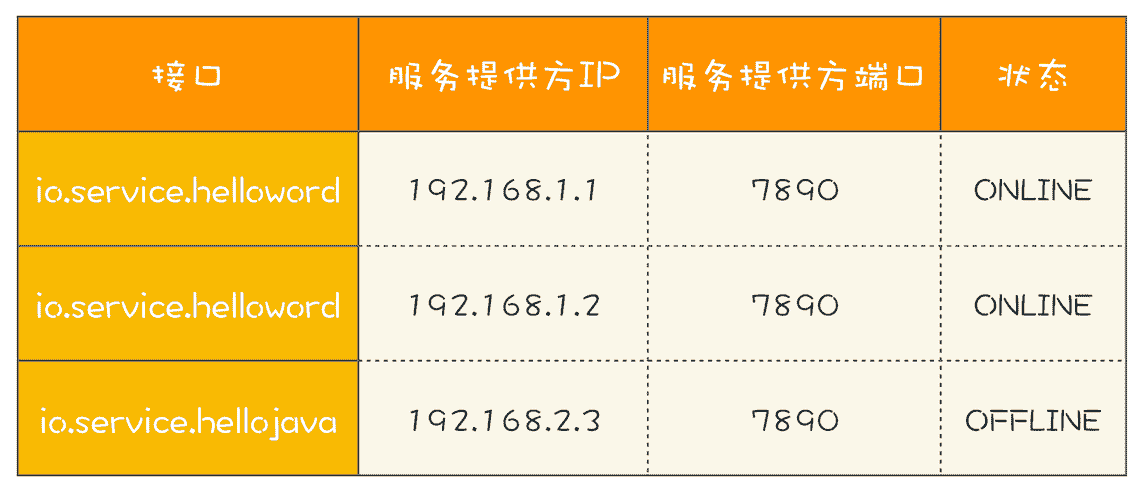 接口 服务提供方IP 服务提供方端口 状态
io.service.helloword 192.168.1.1 7890 ONLINE
io.service.helloword 192.168.1.2 7890 ONLINE
io.service.hellojava 192.168.2.3 7890 OFFLINE